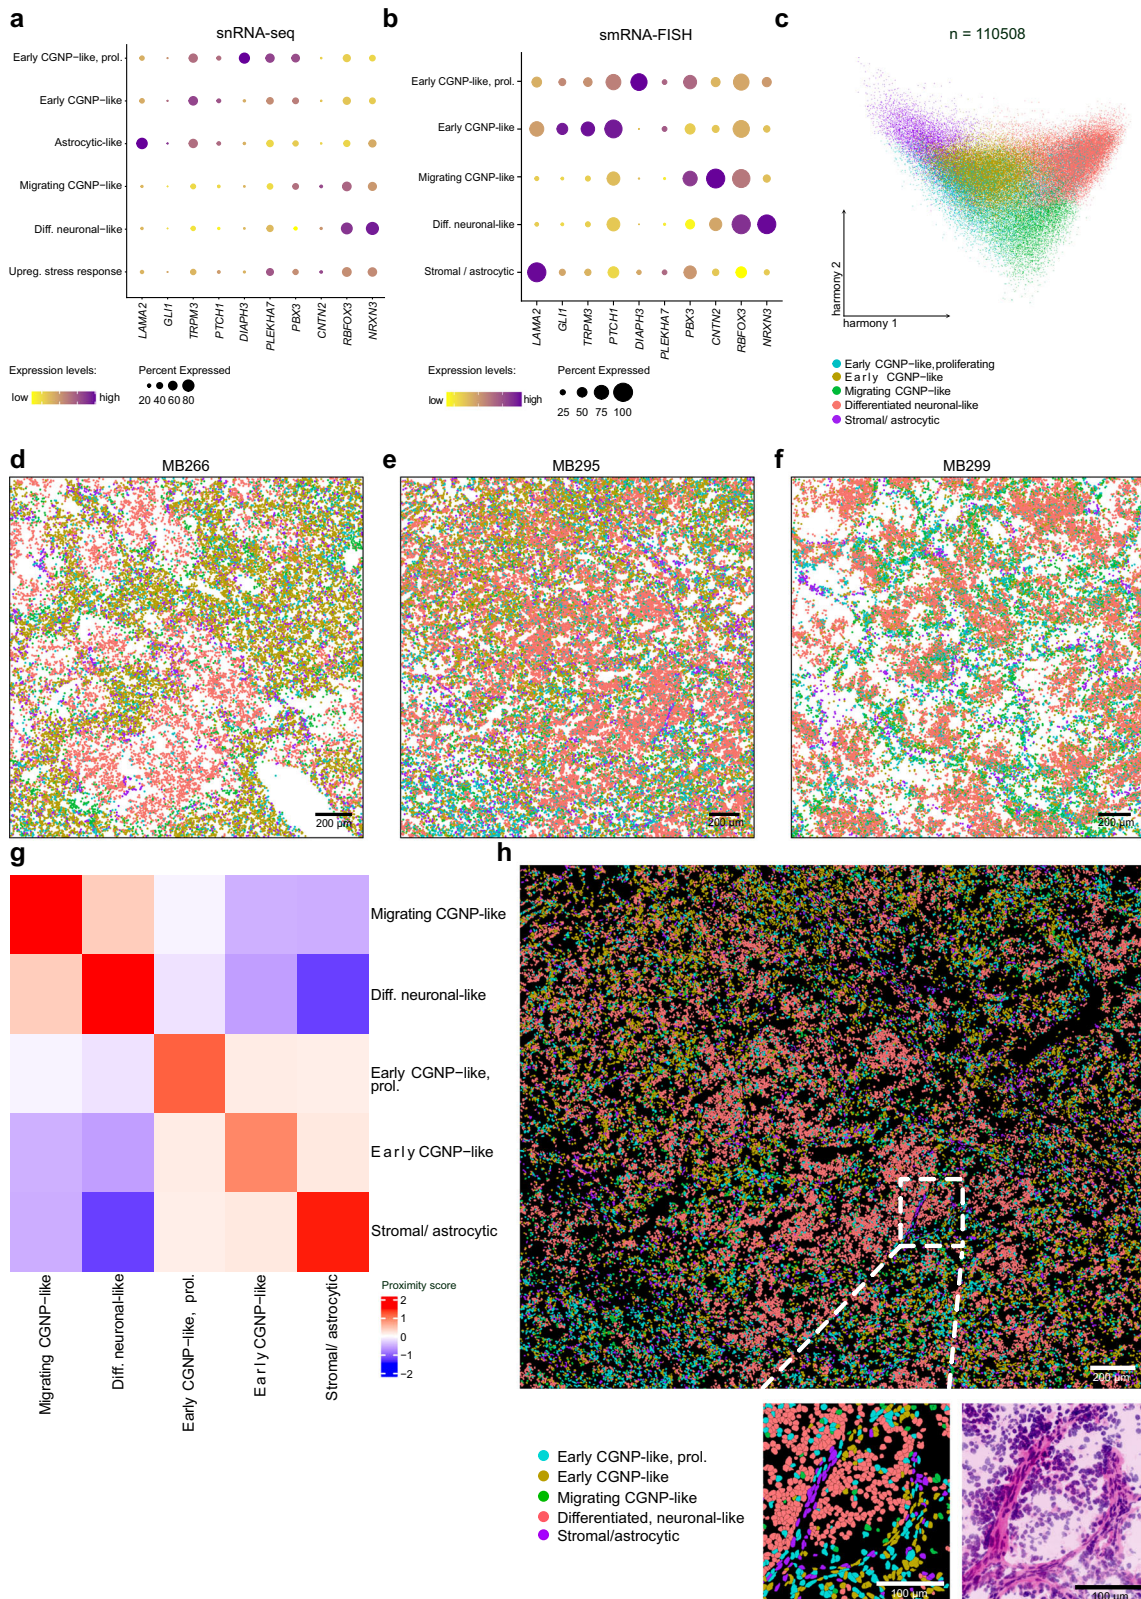 a
snRNA-seq
Early CGNP-like, prol.
Early CGNP-like
Astrocytic-like
Migrating CGNP-like
Diff. neuronal-like
Upreg. stress response
LAMA2
GLI1
TRPM3
PTCH1
DIAPH3
PLEKHA7
PBX3
CNTN2
RBFOX3
NRXN3
Expression levels:
low
high
Percent Expressed
20 40 60 80
b
smRNA-FISH
Early CGNP-like, prol.
Early CGNP-like
Migrating CGNP-like
Diff. neuronal-like
Stromal / astrocytic
LAMA2
GLI1
TRPM3
PTCH1
DIAPH3
PLEKHA7
PBX3
CNTN2
RBFOX3
NRXN3
Expression levels:
low
high
Percent Expressed
25 50 75 100
c
n = 110508
harmony 2
harmony 1
Early CGNP-like, proliferating
Early CGNP-like
Migrating CGNP-like
Differentiated neuronal-like
Stromal/ astrocytic
d
MB266
200 µm
e
MB295
200 µm
f
MB299
200 µm
g
Migrating CGNP-like
Diff. neuronal-like
Early CGNP-like,
prol.
Early CGNP-like
Stromal/ astrocytic
Migrating CGNP-like
Diff. neuronal-like
Early CGNP-like, prol.
Early CGNP-like
Stromal/ astrocytic
Proximity score
2
1
0
−1
−2
h
200 µm
Early CGNP-like, prol.
Early CGNP-like
Migrating CGNP-like
Differentiated, neuronal-like
Stromal/astrocytic
100 µm
100 µm